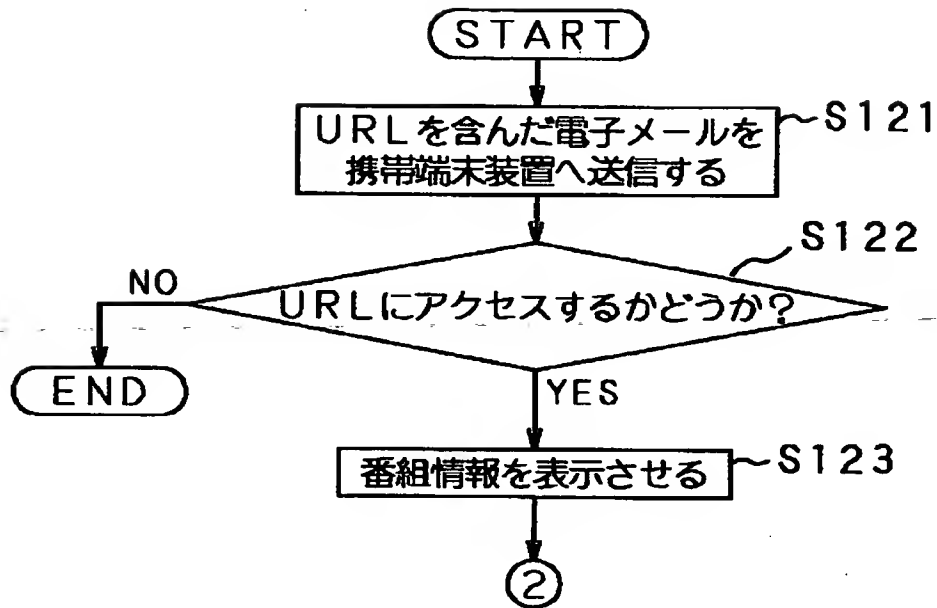 START
URLを含んだ電子メールを
携帯端末装置へ送信する
S121
S122
URLにアクセスするかどうか?
NO
END
YES
番組情報を表示させる
S123
2